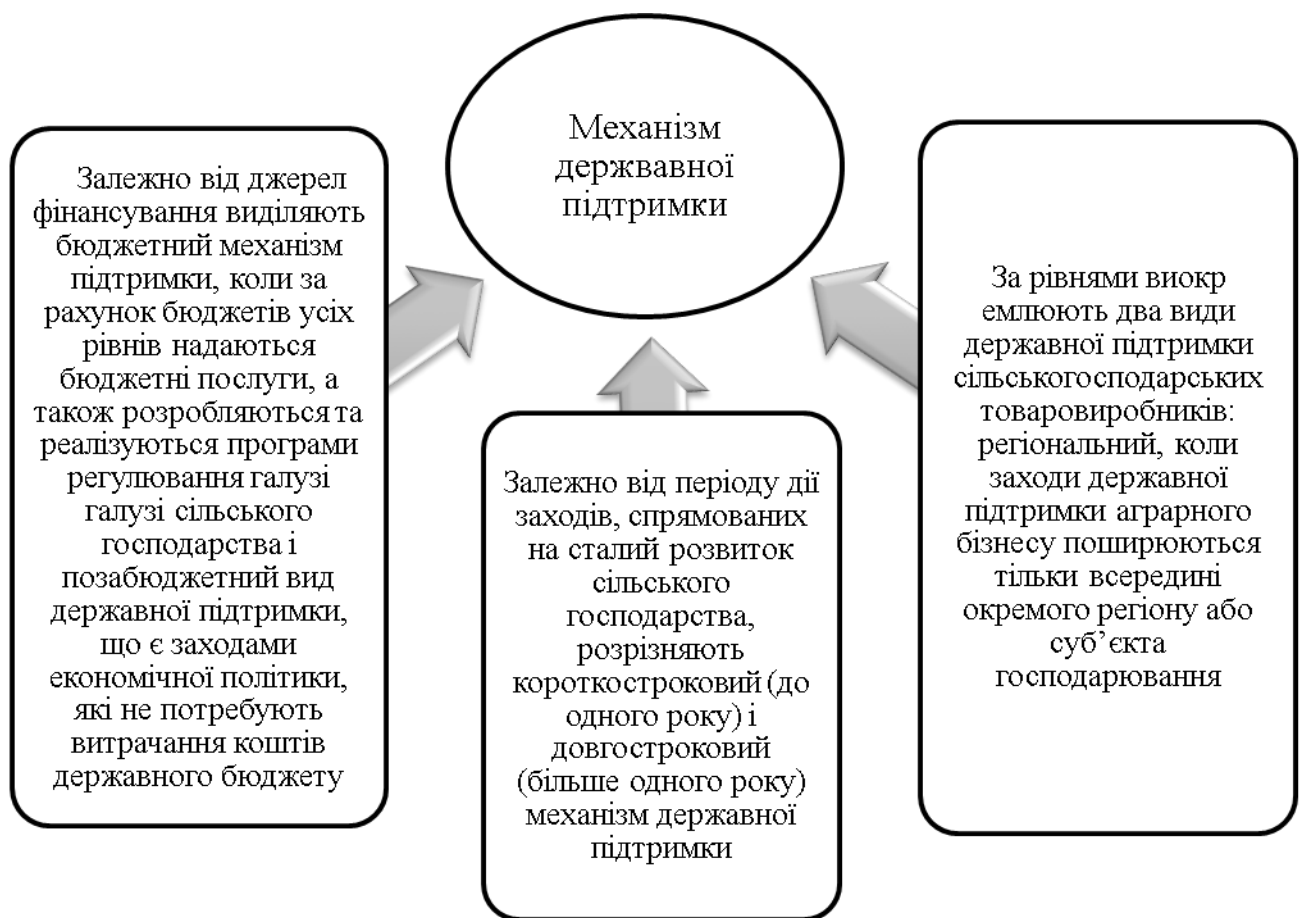 Механізм
держвавної
підтримки
Залежно від джерел
фінансування виділяють
бюджетний механізм
підтримки, коли за
рахунок бюджетів усіх
рівнів надаються
бюджетні послуги, а
також розробляються та
реалізуються програми
регулювання галузі
галузі сільського
господарства і
позабюджетний вид
державної підтримки,
що є заходами
економічної політики,
які не потребують
витрачання коштів
державного бюджету
Залежно від періоду дії
заходів, спрямованих
на сталий розвиток
сільського
господарства,
розрізняють
короткостроковий (до
одного року) і
довгостроковий
(більше одного року)
механізм державної
підтримки
За рівнями виокр
емлюють два види
державної підтримки
сільськогосподарських
товаровиробників:
регіональний, коли
заходи державної
підтримки аграрного
бізнесу поширюються
тільки всередині
окремого регіону або
суб’єкта
господарювання